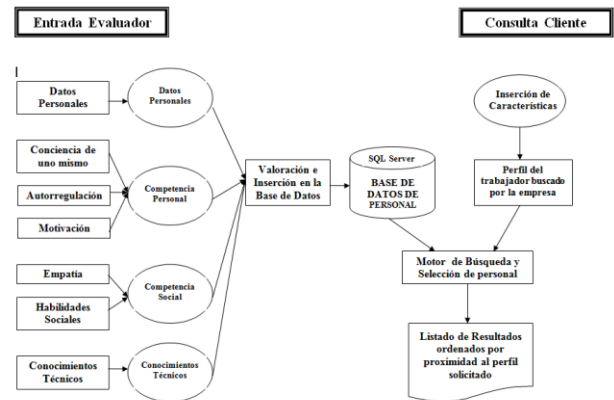 Entrada Evaluador
Consulta Cliente
Datos
Personales
Datos
Personales
Conciencia de
uno mismo
Autorregulación
Motivación
Competencia
Personal
Empatía
Habilidades
Sociales
Competencia
Social
Conocimientos
Técnicos
Conocimientos
Técnicos
Valoración e
Inserción en la
Base de Datos
SQL Server
BASE DE
DATOS DE
PERSONAL
Inserción de
Características
Perfil del
trabajador buscado
por la empresa
Motor de Búsqueda y
Selección de personal
Listado de Resultados
ordenados por
proximidad al perfil
solicitado